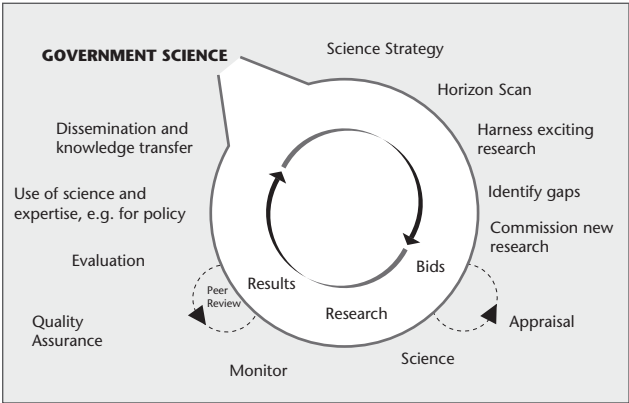 GOVERNMENT SCIENCE
Science Strategy
Horizon Scan
Harness exciting
research
Identify gaps
Commission new
research
Bids
Appraisal
Science
Research
Monitor
Results
Peer
Review
Quality
Assurance
Evaluation
Use of science and
expertise, e.g. for policy
Dissemination and
knowledge transfer